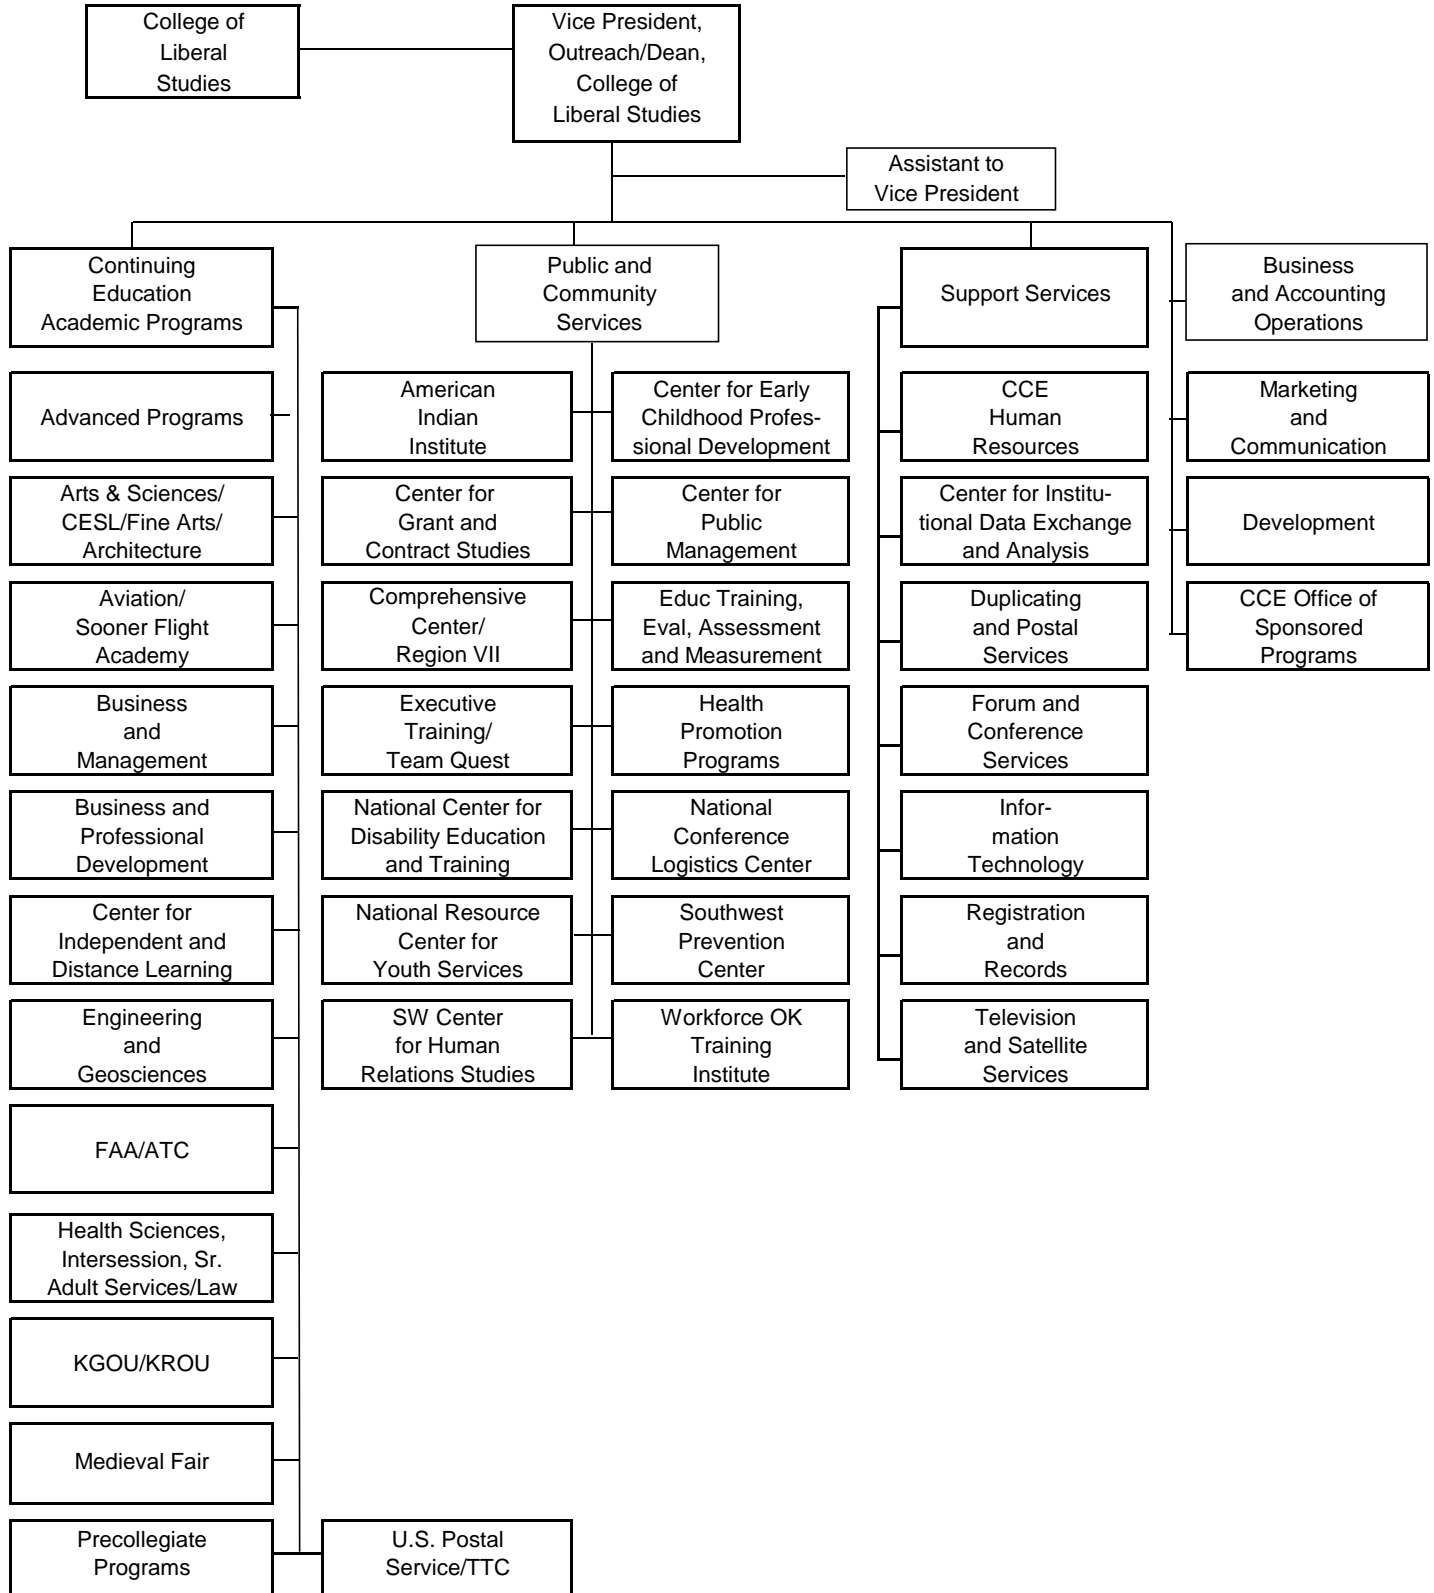 College of
Liberal
Studies
Vice President,
Outreach/Dean,
College of
Liberal Studies
Assistant to
Vice President
Continuing
Education
Academic Programs
Public and
Community
Services
Support Services
Business
and Accounting
Operations
Advanced Programs
American
Indian
Institute
Center for Early
Childhood Profes-
sional Development
CCE
Human
Resources
Marketing
and
Communication
Arts & Sciences/
CESL/Fine Arts/
Architecture
Center for
Grant and
Contract Studies
Center for
Public
Management
Center for Institu-
tional Data Exchange
and Analysis
Development
Aviation/
Sooner Flight
Academy
Comprehensive
Center/
Region VII
Educ Training,
Eval, Assessment
and Measurement
Duplicating
and Postal
Services
CCE Office of
Sponsored
Programs
Business
and
Management
Executive
Training/
Team Quest
Health
Promotion
Programs
Forum and
Conference
Services
Business and
Professional
Development
National Center for
Disability Education
and Training
National
Conference
Logistics Center
Infor-
mation
Technology
Center for
Independent and
Distance Learning
National Resource
Center for
Youth Services
Southwest
Prevention
Center
Registration
and
Records
Engineering
and
Geosciences
SW Center
for Human
Relations Studies
Workforce OK
Training
Institute
Television
and Satellite
Services
FAA/ATC
Health Sciences,
Intersession, Sr.
Adult Services/Law
KGOU/KROU
Medieval Fair
Precollegiate
Programs
U.S. Postal
Service/TTC